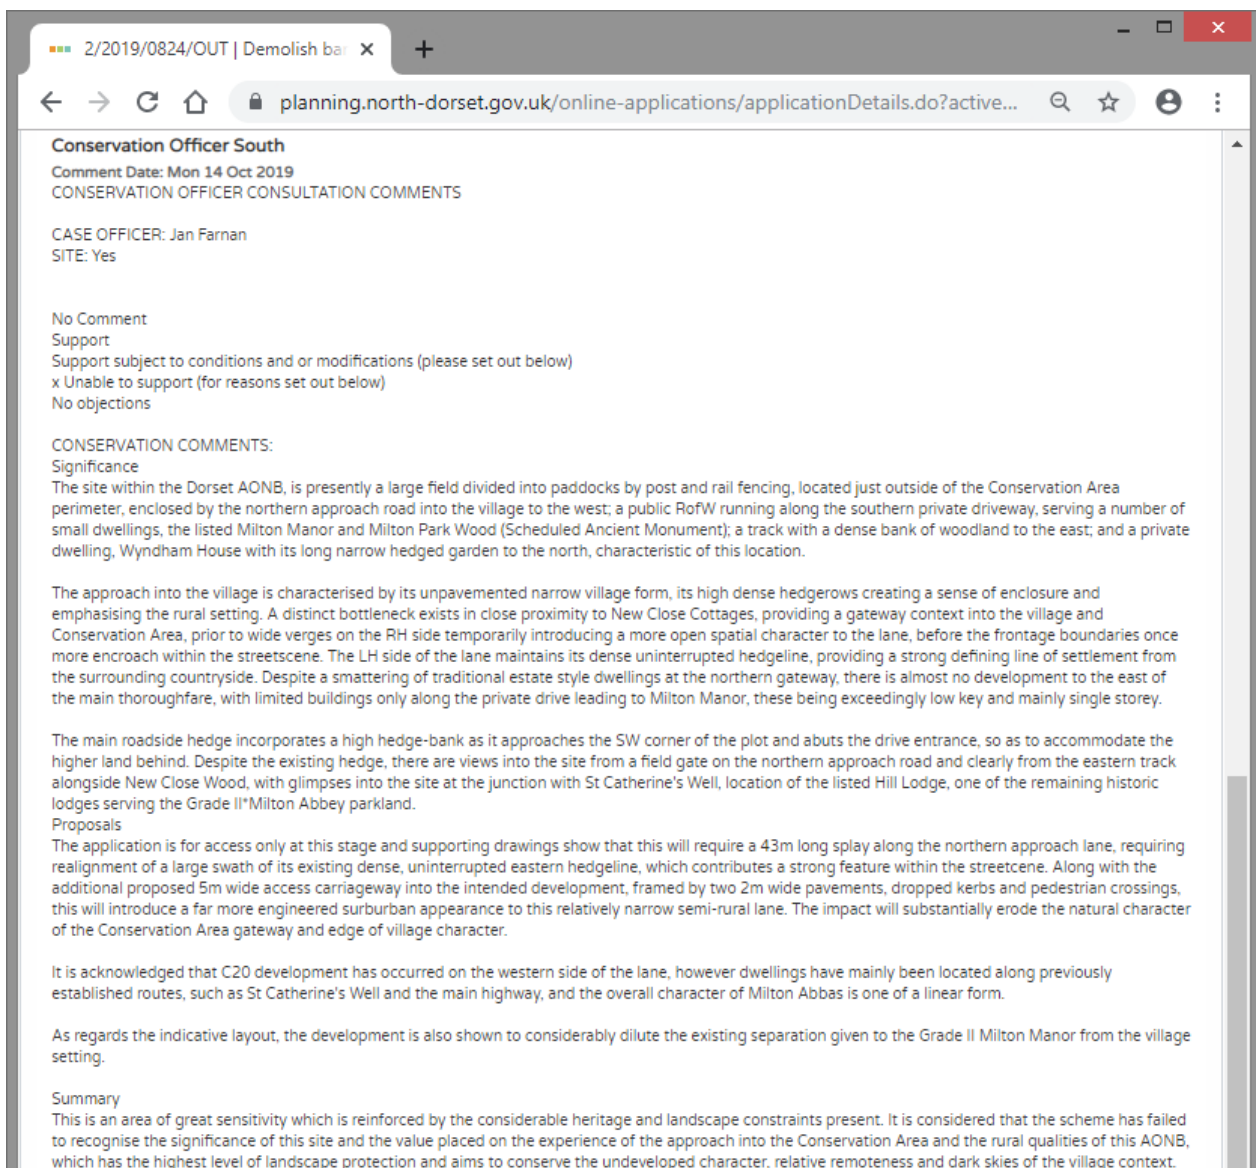 2/2019/0824/OUT | Demolish bar
planning.north-dorset.gov.uk/online-applications/applicationDetails.do?active...
Conservation Officer South
Comment Date: Mon 14 Oct 2019
CONSERVATION OFFICER CONSULTATION COMMENTS
CASE OFFICER: Jan Farnan
SITE: Yes
No Comment
Support
Support subject to conditions and or modifications (please set out below)
x Unable to support (for reasons set out below)
No objections
CONSERVATION COMMENTS:
Significance
The site within the Dorset AONB, is presently a large field divided into paddocks by post and rail fencing, located just outside of the Conservation Area
perimeter, enclosed by the northern approach road into the village to the west; a public RofW running along the southern private driveway, serving a number of
small dwellings, the listed Milton Manor and Milton Park Wood (Scheduled Ancient Monument); a track with a dense bank of woodland to the east; and a private
dwelling, Wyndham House with its long narrow hedged garden to the north, characteristic of this location.
The approach into the village is characterised by its unpavemented narrow village form, its high dense hedgerows creating a sense of enclosure and
emphasising the rural setting. A distinct bottleneck exists in close proximity to New Close Cottages, providing a gateway context into the village and
Conservation Area, prior to wide verges on the RH side temporarily introducing a more open spatial character to the lane, before the frontage boundaries once
more encroach within the streetscene. The LH side of the lane maintains its dense uninterrupted hedgeline, providing a strong defining line of settlement from
the surrounding countryside. Despite a smattering of traditional estate style dwellings at the northern gateway, there is almost no development to the east of
the main thoroughfare, with limited buildings only along the private drive leading to Milton Manor, these being exceedingly low key and mainly single storey.
The main roadside hedge incorporates a high hedge-bank as it approaches the SW corner of the plot and abuts the drive entrance, so as to accommodate the
higher land behind. Despite the existing hedge, there are views into the site from a field gate on the northern approach road and clearly from the eastern track
alongside New Close Wood, with glimpses into the site at the junction with St Catherine's Well, location of the listed Hill Lodge, one of the remaining historic
lodges serving the Grade II*Milton Abbey parkland.
Proposals
The application is for access only at this stage and supporting drawings show that this will require a 43m long splay along the northern approach lane, requiring
realignment of a large swath of its existing dense, uninterrupted eastern hedgeline, which contributes a strong feature within the streetcene. Along with the
additional proposed 5m wide access carriageway into the intended development, framed by two 2m wide pavements, dropped kerbs and pedestrian crossings,
this will introduce a far more engineered surburban appearance to this relatively narrow semi-rural lane. The impact will substantially erode the natural character
of the Conservation Area gateway and edge of village character.
It is acknowledged that C20 development has occurred on the western side of the lane, however dwellings have mainly been located along previously
established routes, such as St Catherine's Well and the main highway, and the overall character of Milton Abbas is one of a linear form.
As regards the indicative layout, the development is also shown to considerably dilute the existing separation given to the Grade II Milton Manor from the village
setting.
Summary
This is an area of great sensitivity which is reinforced by the considerable heritage and landscape constraints present. It is considered that the scheme has failed
to recognise the significance of this site and the value placed on the experience of the approach into the Conservation Area and the rural qualities of this AONB,
which has the highest level of landscape protection and aims to conserve the undeveloped character, relative remoteness and dark skies of the village context.